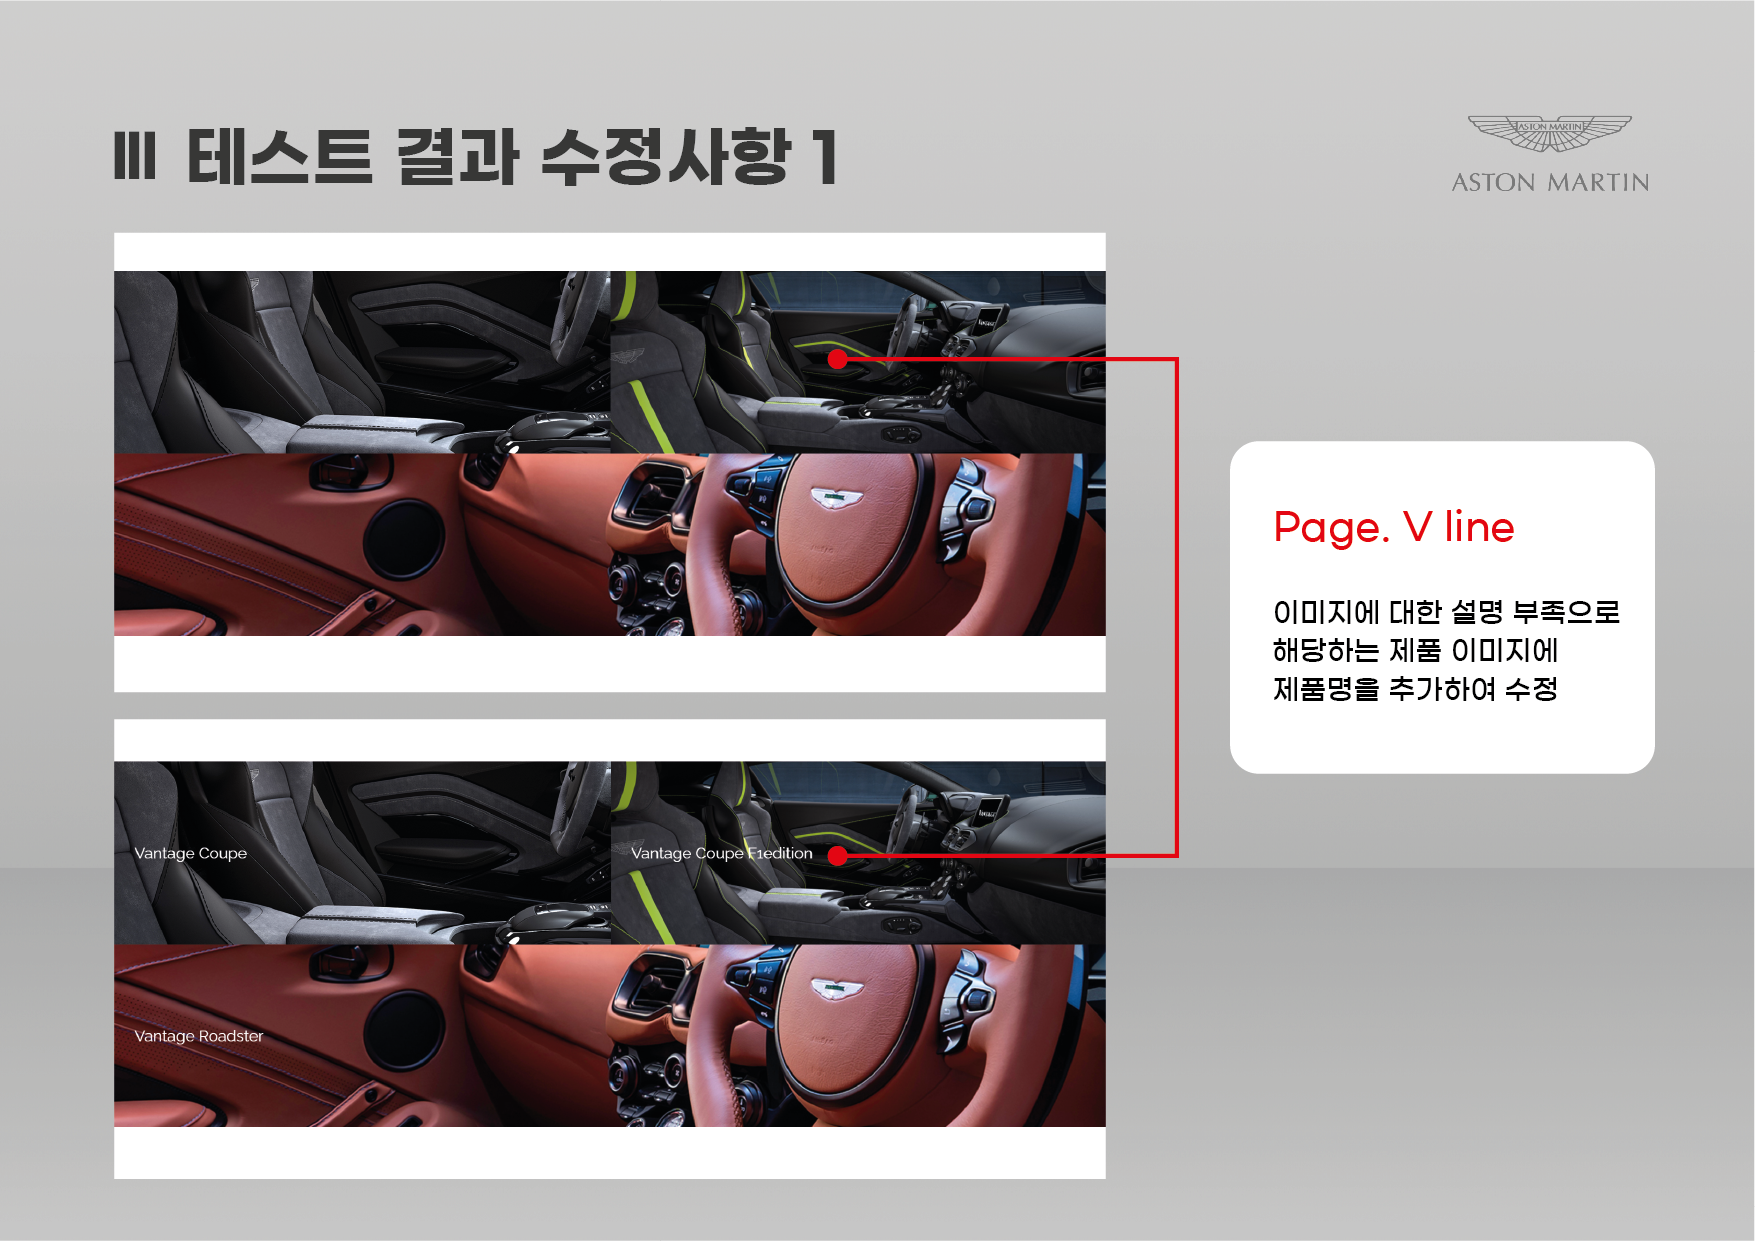 III 테스트 결과 수정사항 1
ASTON MARTIN
ASTON MARTIN
Page. V line
이미지에 대한 설명 부족으로
해당하는 제품 이미지에
제품명을 추가하여 수정
Vantage Coupe
Vantage Coupe F1edition
Vantage Roadster